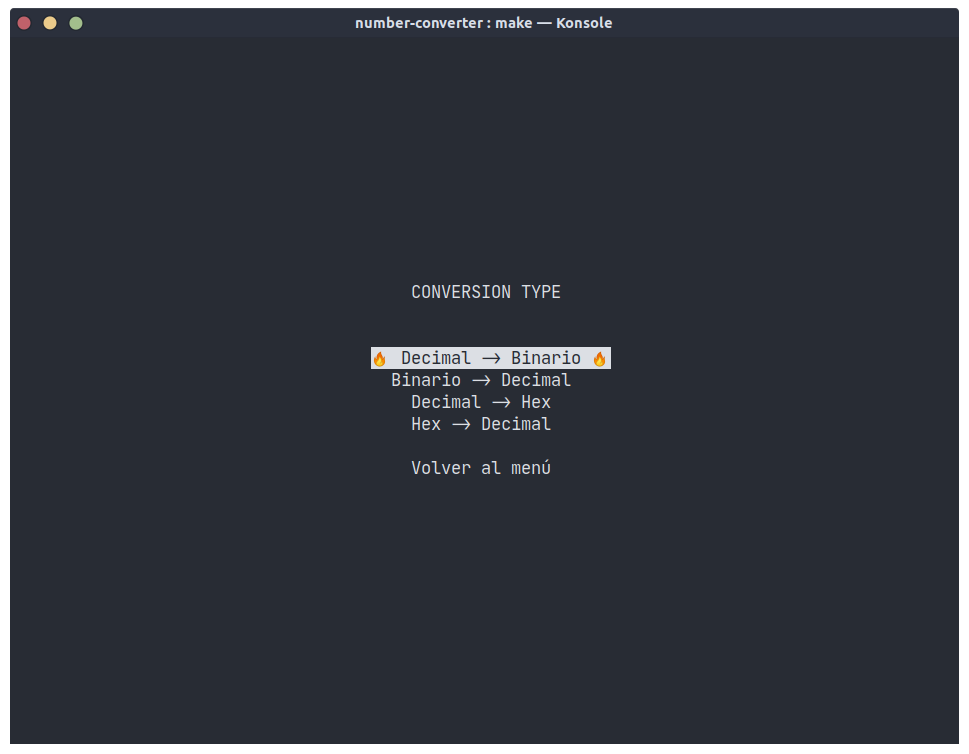 number-converter : make — Konsole
CONVERSION TYPE
🔥 Decimal → Binario 🔥
Binario → Decimal
Decimal → Hex
Hex → Decimal
Volver al menú